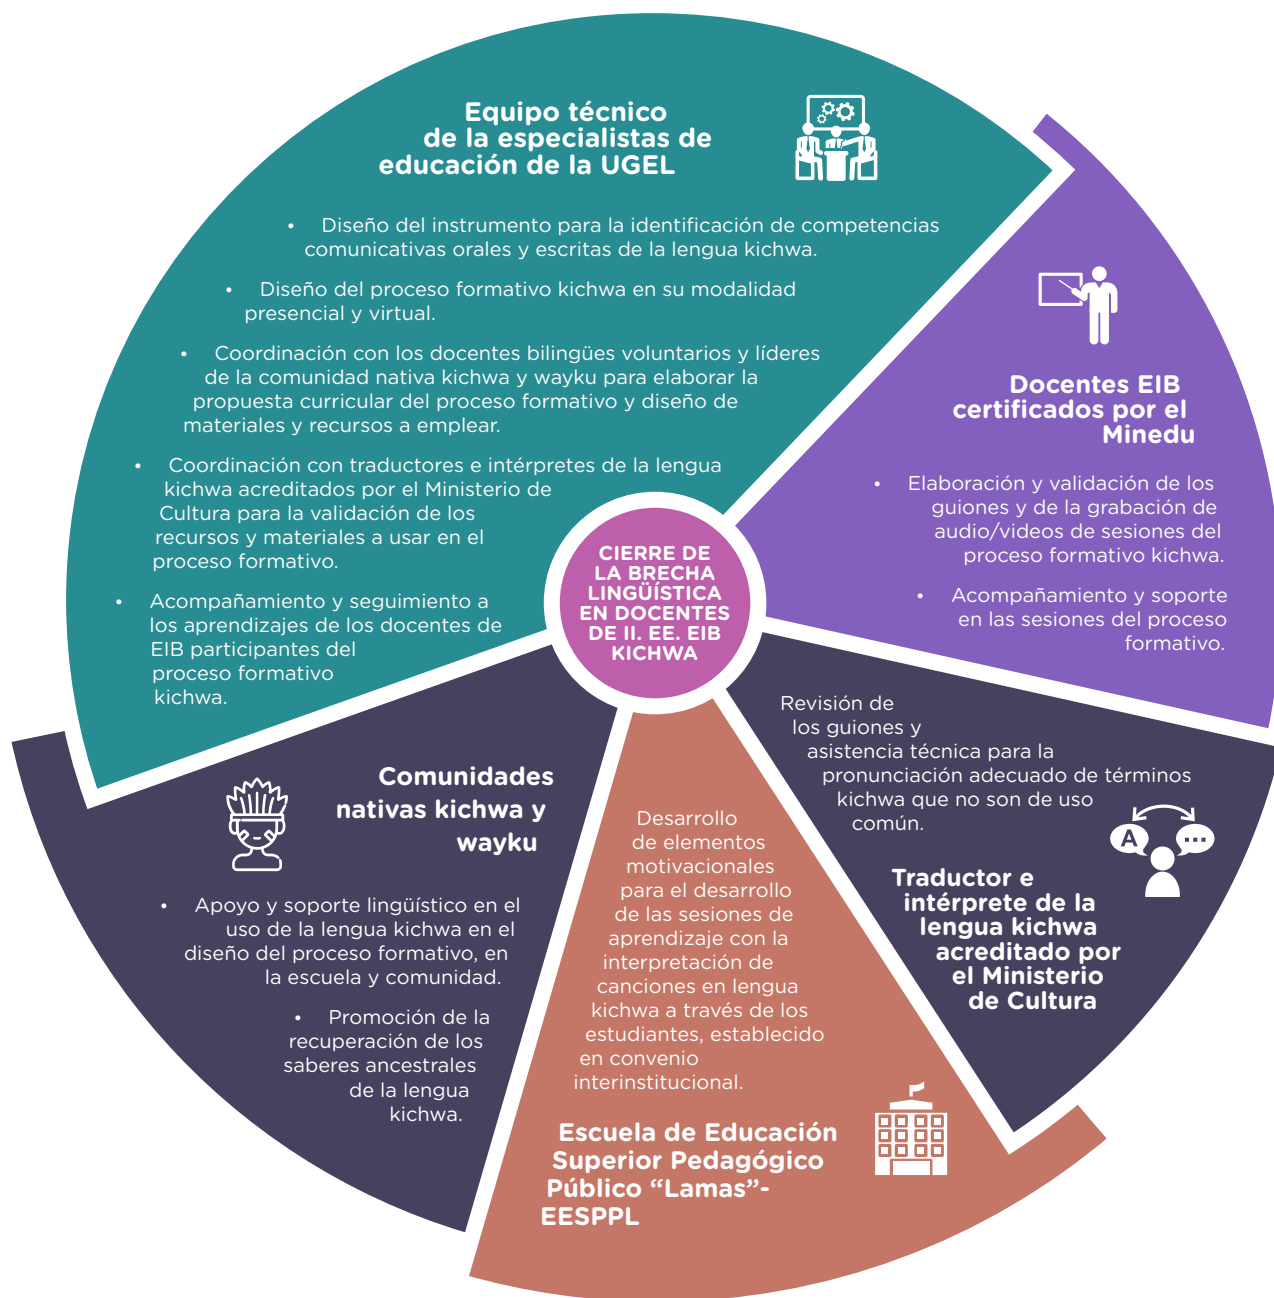 Equipo técnico
de la especialistas de
educación de la UGEL
• Diseño del instrumento para la identificación de competencias
comunicativas orales y escritas de la lengua kichwa.
• Diseño del proceso formativo kichwa en su modalidad
presencial y virtual.
• Coordinación con los docentes bilingües voluntarios y líderes
de la comunidad nativa kichwa y wayku para elaborar la
propuesta curricular del proceso formativo y diseño de
materiales y recursos a emplear.
• Coordinación con traductores e intérpretes de la lengua
kichwa acreditados por el Ministerio de
Cultura para la validación de los
recursos y materiales a usar en el
proceso formativo.
• Acompañamiento y seguimiento a
los aprendizajes de los docentes de
EIB participantes del
proceso formativo
kichwa.
Docentes EIB
certificados por el
Minedu
• Elaboración y validación de los
guiones y de la grabación de
audio/videos de sesiones del
proceso formativo kichwa.
• Acompañamiento y soporte
en las sesiones del proceso
formativo.
CIERRE DE
LA BRECHA
LINGÜÍSTICA
EN DOCENTES
DE II. EE. EIB
KICHWA
Revisión de
los guiones y
asistencia técnica para la
pronunciación adecuado de términos
kichwa que no son de uso
común.
A
...
Traductor e
intérprete de la
lengua kichwa
acreditado por
el Ministerio
de Cultura
Desarrollo
de elementos
motivacionales
para el desarrollo
de las sesiones de
aprendizaje con la
interpretación de
canciones en lengua
kichwa a través de los
estudiantes, establecido
en convenio
interinstitucional.
Escuela de Educación
Superior Pedagógico
Público “Lamas”-
EESPPL
Comunidades
nativas kichwa y
wayku
• Apoyo y soporte lingüístico en el
uso de la lengua kichwa en el
diseño del proceso formativo, en
la escuela y comunidad.
• Promoción de la
recuperación de los
saberes ancestrales
de la lengua
kichwa.